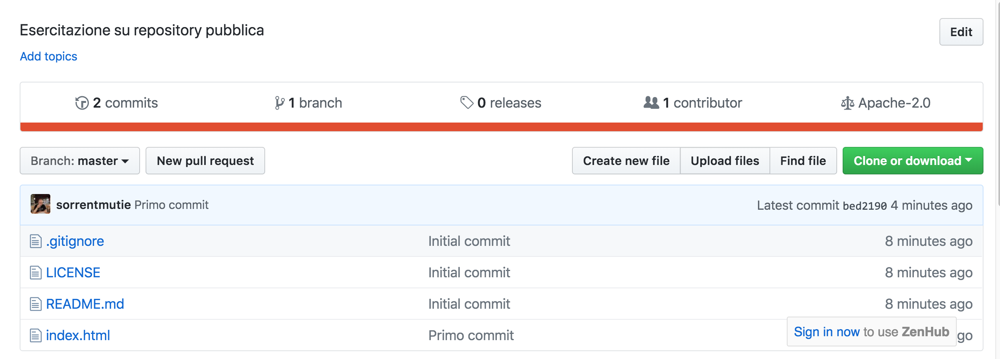 Esercitazione su repository pubblica
Edit
Add topics
2 commits 1 branch 0 releases 1 contributor Apache-2.0
Branch: master New pull request Create new file Upload files Find file Clone or download
sorrentmutie Primo commit Latest commit bed2190 4 minutes ago
.gitignore Initial commit 8 minutes ago
LICENSE Initial commit 8 minutes ago
README.md Initial commit 8 minutes ago
index.html Primo commit go
Sign in now to use ZenHub